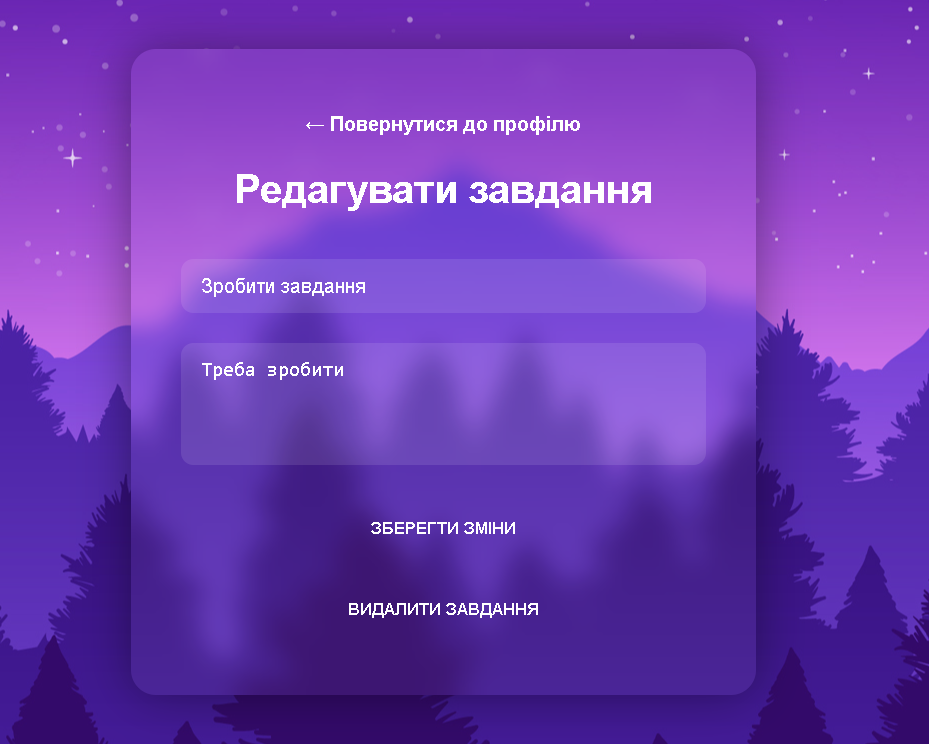 ← Повернутися до профілю
Редагувати завдання
Зробити завдання
Треба зробити
ЗБЕРЕГТИ ЗМІНИ
ВИДАЛИТИ ЗАВДАННЯ